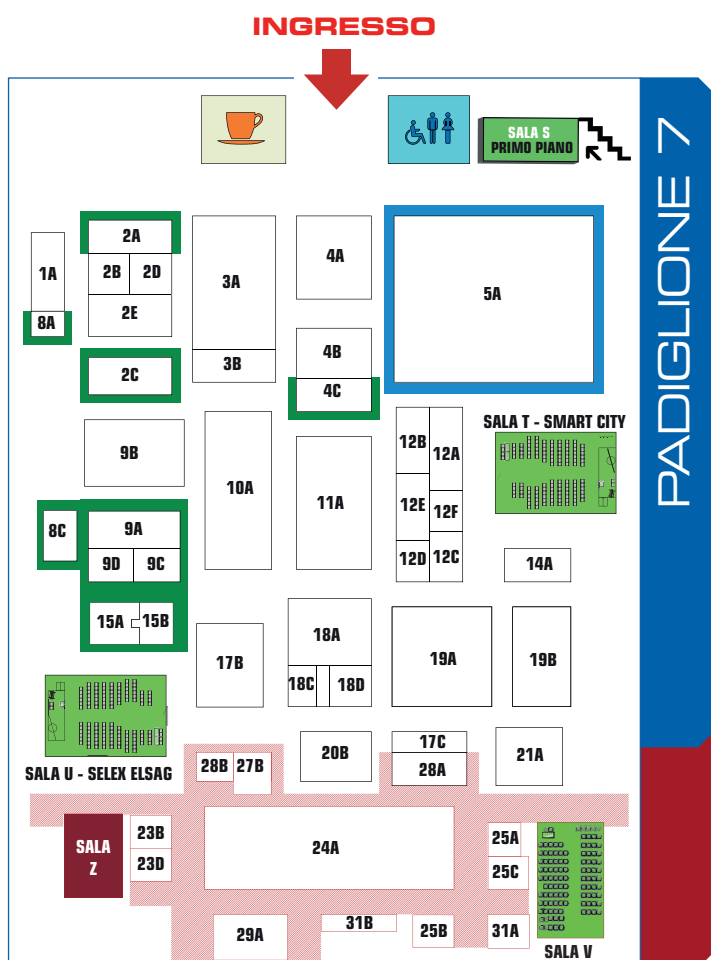 INGRESSO
SALA S
PRIMO PIANO
PADIGLIONE 7
1A
8A
2A
2B
2D
2E
2C
3A
3B
4A
4B
4C
5A
9B
10A
11A
12B
12A
12E
12F
12D
12C
SALA T - SMART CITY
8C
9A
9D
9C
15A
15B
14A
17B
18A
18C
18D
19A
19B
SALA U - SELEX ELSAG
28B
27B
20B
17C
28A
21A
SALA
Z
23B
23D
24A
25A
25C
29A
31B
25B
31A
SALA V